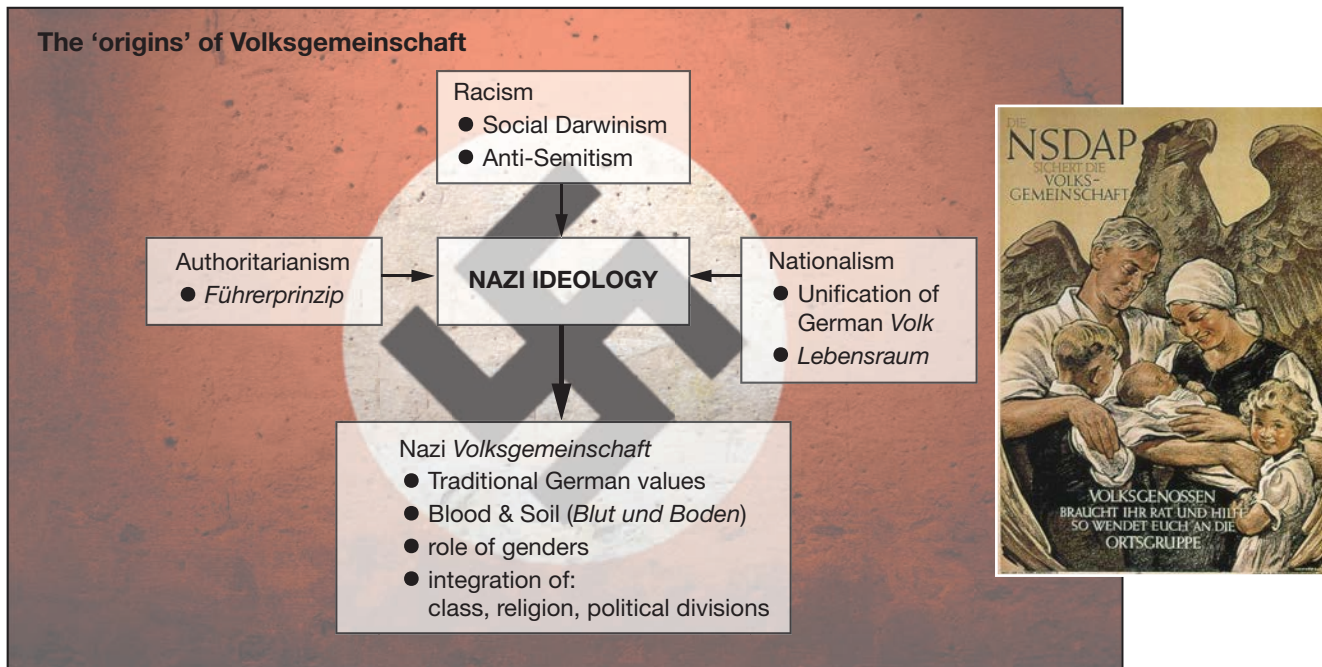 The ‘origins’ of Volksgemeinschaft
Racism
● Social Darwinism
● Anti-Semitism
Authoritarianism
● Führerprinzip
NAZI IDEOLOGY
Nationalism
● Unification of
German Volk
● Lebensraum
Nazi Volksgemeinschaft
● Traditional German values
● Blood & Soil (Blut und Boden)
● role of genders
● integration of:
class, religion, political divisions
DIE
NSDAP
SICHERT DIE
VOLKS-
GEMEINSCHAFT
VOLKSGENOSSEN
BRAUCHT IHR RAT UND HILFE
SO WENDET EUCH AN DIE
ORTSGRUPPE